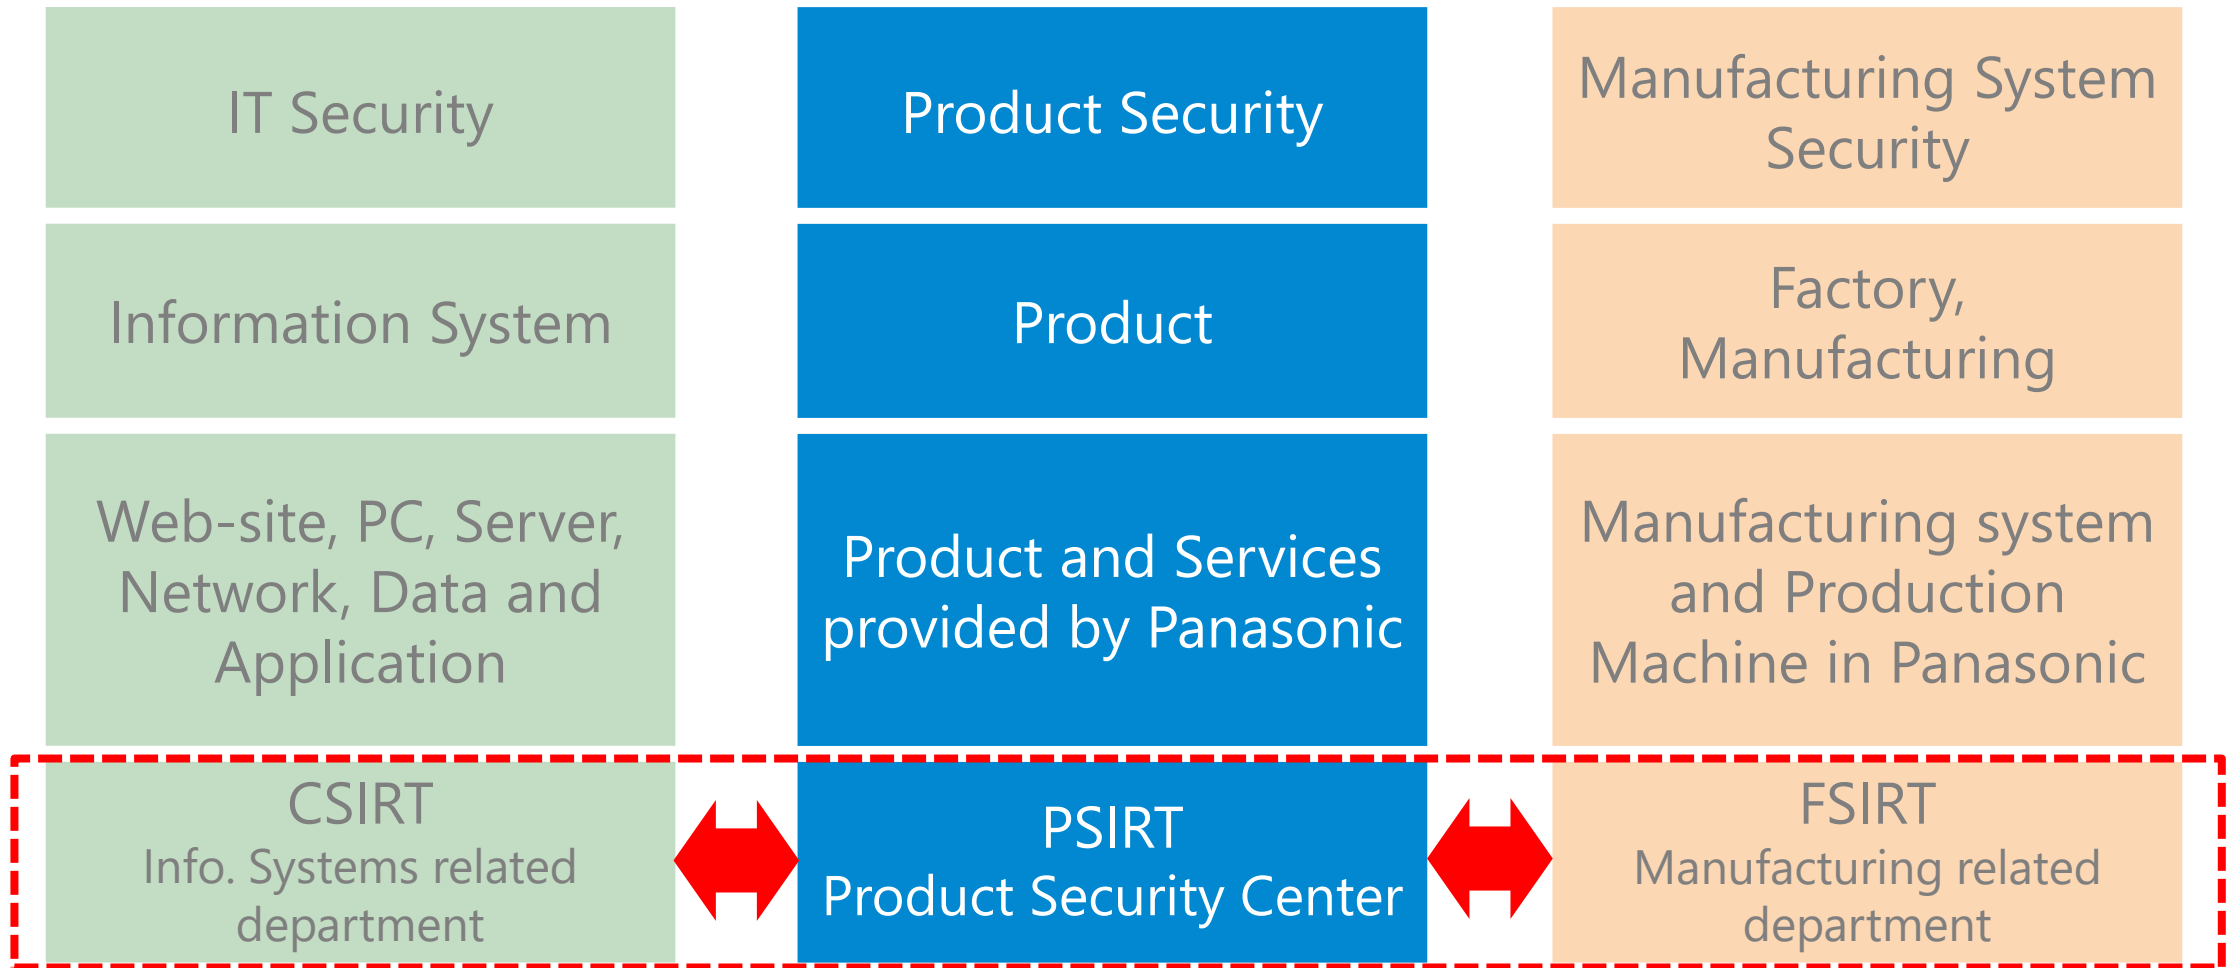 IT Security
Product Security
Manufacturing System
Security
Information System
Product
Factory,
Manufacturing
Web-site, PC, Server,
Network, Data and
Application
Product and Services
provided by Panasonic
Manufacturing system
and Production
Machine in Panasonic
CSIRT
Info. Systems related
department
PSIRT
Product Security Center
FSIRT
Manufacturing related
department